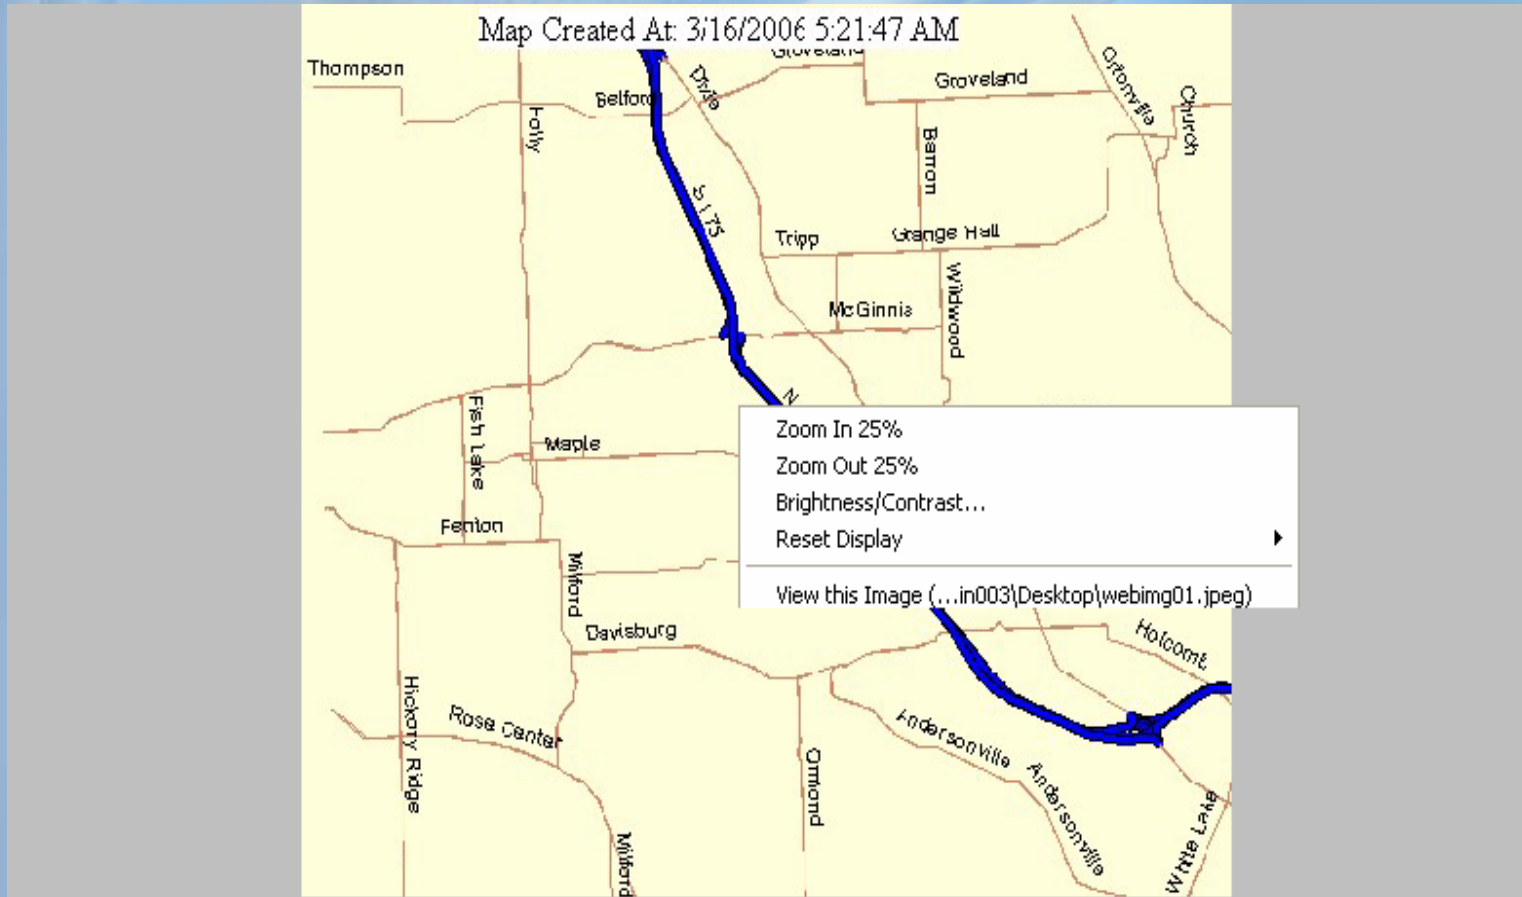 Map Created At: 3/16/2006 5:21:47 AM
Groveland
Thompson
Dixie
Groveland
Ortonville
Belford
Church
Holly
Barron
S I 75
Tripp
Grange Hall
Wildwood
McGinnis
N
Fish Lake
Maple
Zoom In 25%
Zoom Out 25%
Brightness/Contrast...
Reset Display
View this Image (...in003\Desktop\webimg01.jpeg)
Fenton
Milford
Davisburg
Holcomb
Hickory Ridge
Rose Center
Andersonville
Ormond
Andersonville
White Lake
Milford